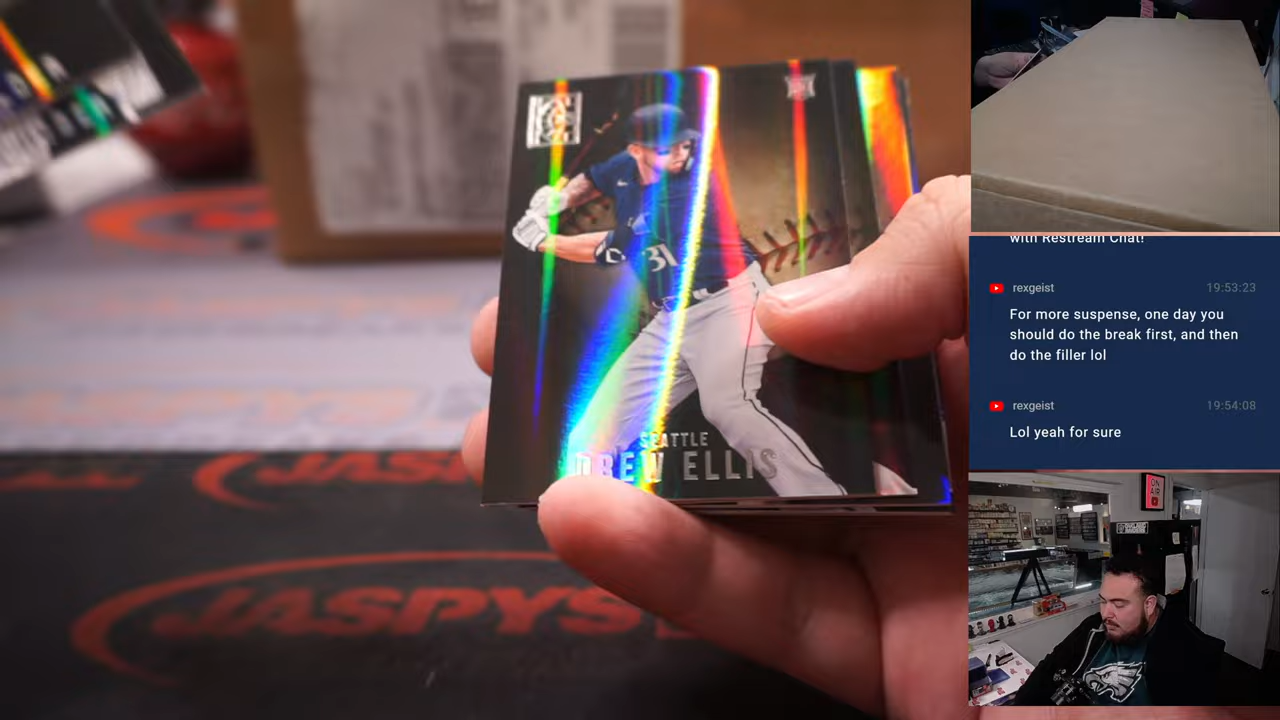 31
SEATTLE
DREW ELLIS
JASPYS
JASPYS
with Restream Chat!
rexgeist 19:53:23
For more suspense, one day you
should do the break first, and then
do the filler lol
rexgeist 19:54:08
Lol yeah for sure
ON
AIR